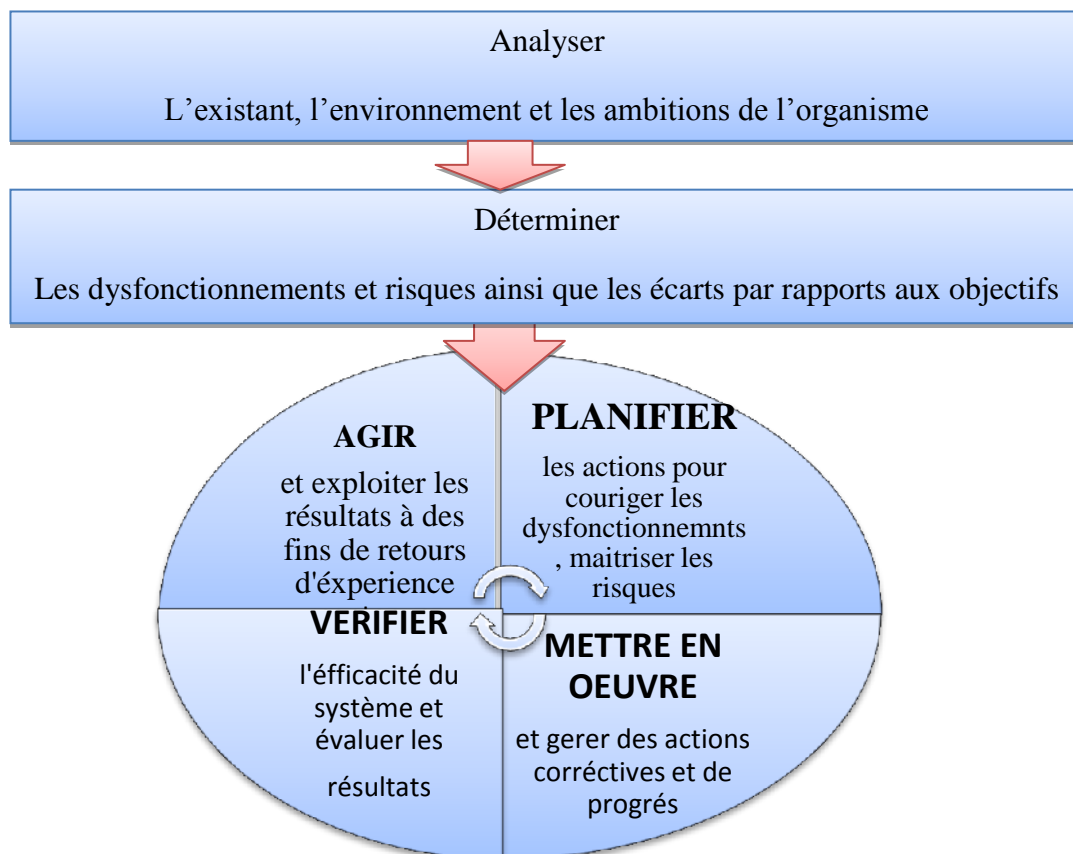 Analyser
L’existant, l’environnement et les ambitions de l’organisme
Déterminer
Les dysfonctionnements et risques ainsi que les écarts par rapports aux objectifs
AGIR
et exploiter les
résultats à des
fins de retours
d'éxperience
PLANIFIER
les actions pour
couriger les
dysfonctionnemnts
, maitriser les
risques
VERIFIER
l'éfficacité du
système et
évaluer les
résultats
METTRE EN
OEUVRE
et gerer des actions
corréctives et de
progrés